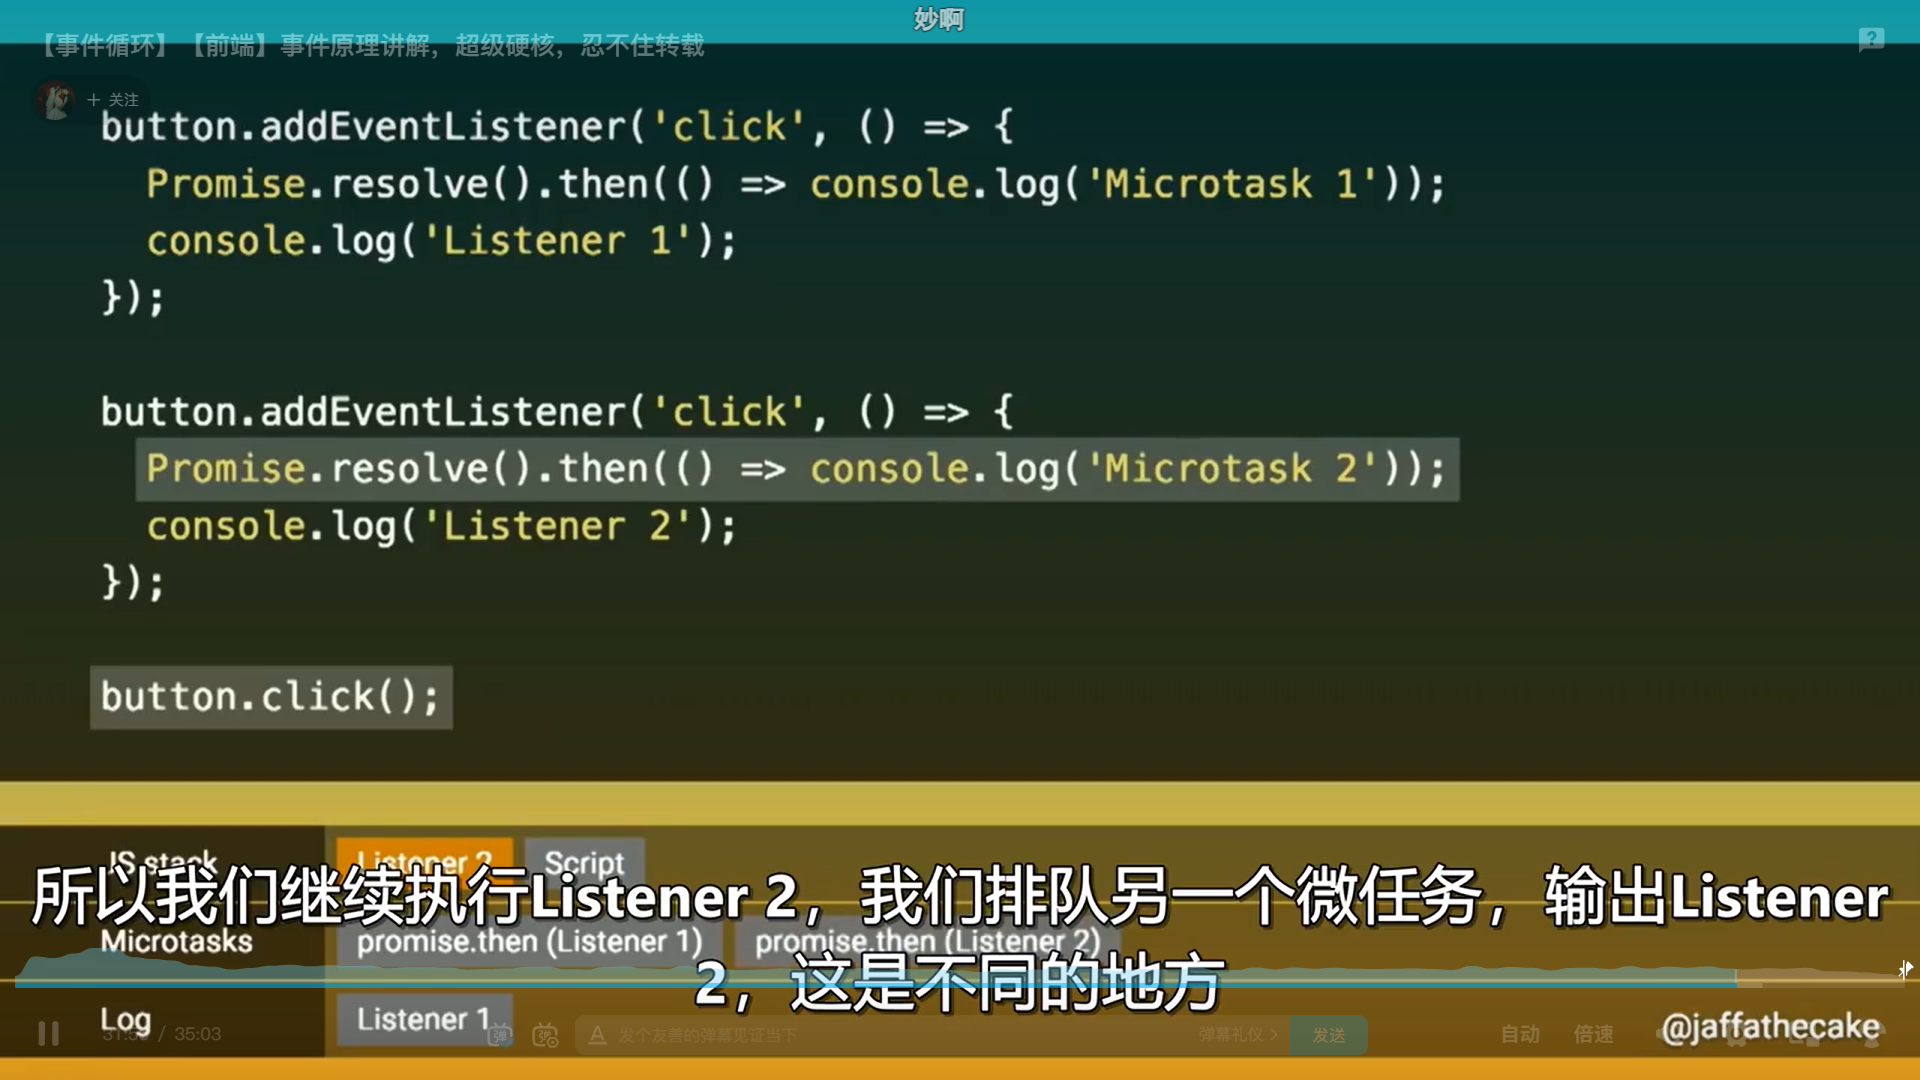 妙啊
【事件循环】【前端】事件原理讲解，超级硬核，忍不住转载
+ 关注
button.addEventListener('click', () => {
Promise.resolve().then(() => console.log('Microtask 1'));
console.log('Listener 1');
});
button.addEventListener('click', () => {
Promise.resolve().then(() => console.log('Microtask 2'));
console.log('Listener 2');
});
button.click();
JS stack Listener 2 Script
所以我们继续执行Listener 2，我们排队另一个微任务，输出Listener
Microtasks promise.then (Listener 1) promise.then (Listener 2)
2，这是不同的地方
Log Listener 1
/ 35:03 弹 弹 A 发个友善的弹幕见证当下 弹幕礼仪 > 发送 自动 倍速
@jaffathecake